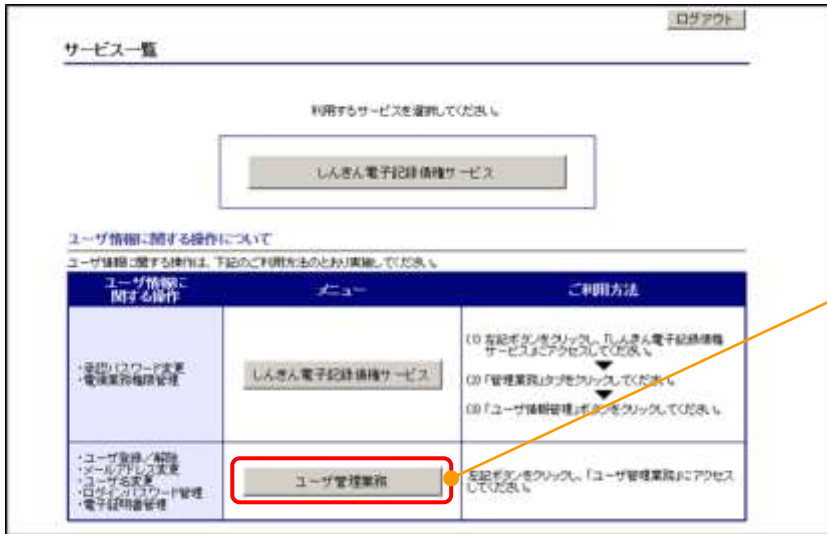 ログアウト
サービス一覧
利用するサービスを選択してください。
しんきん電子記録債権サービス
ユーザ情報に関する操作について
ユーザ情報に関する操作は、下記のご利用方法のとおり実施してください。
ユーザ情報に
関する操作
メニュー
ご利用方法
・承認パスワード変更
・電債業務権限管理
しんきん電子記録債権サービス
(1) 左記ボタンをクリックし、「しんきん電子記録債権
サービス」にアクセスしてください。
(2) 「管理業務」タブをクリックしてください。
(3) 「ユーザ情報管理」ボタンをクリックしてください。
・ユーザ登録/解除
・メールアドレス変更
・ユーザ名変更
・ログインパスワード管理
・電子証明書管理
ユーザ管理業務
左記ボタンをクリックし、「ユーザ管理業務」にアクセス
してください。